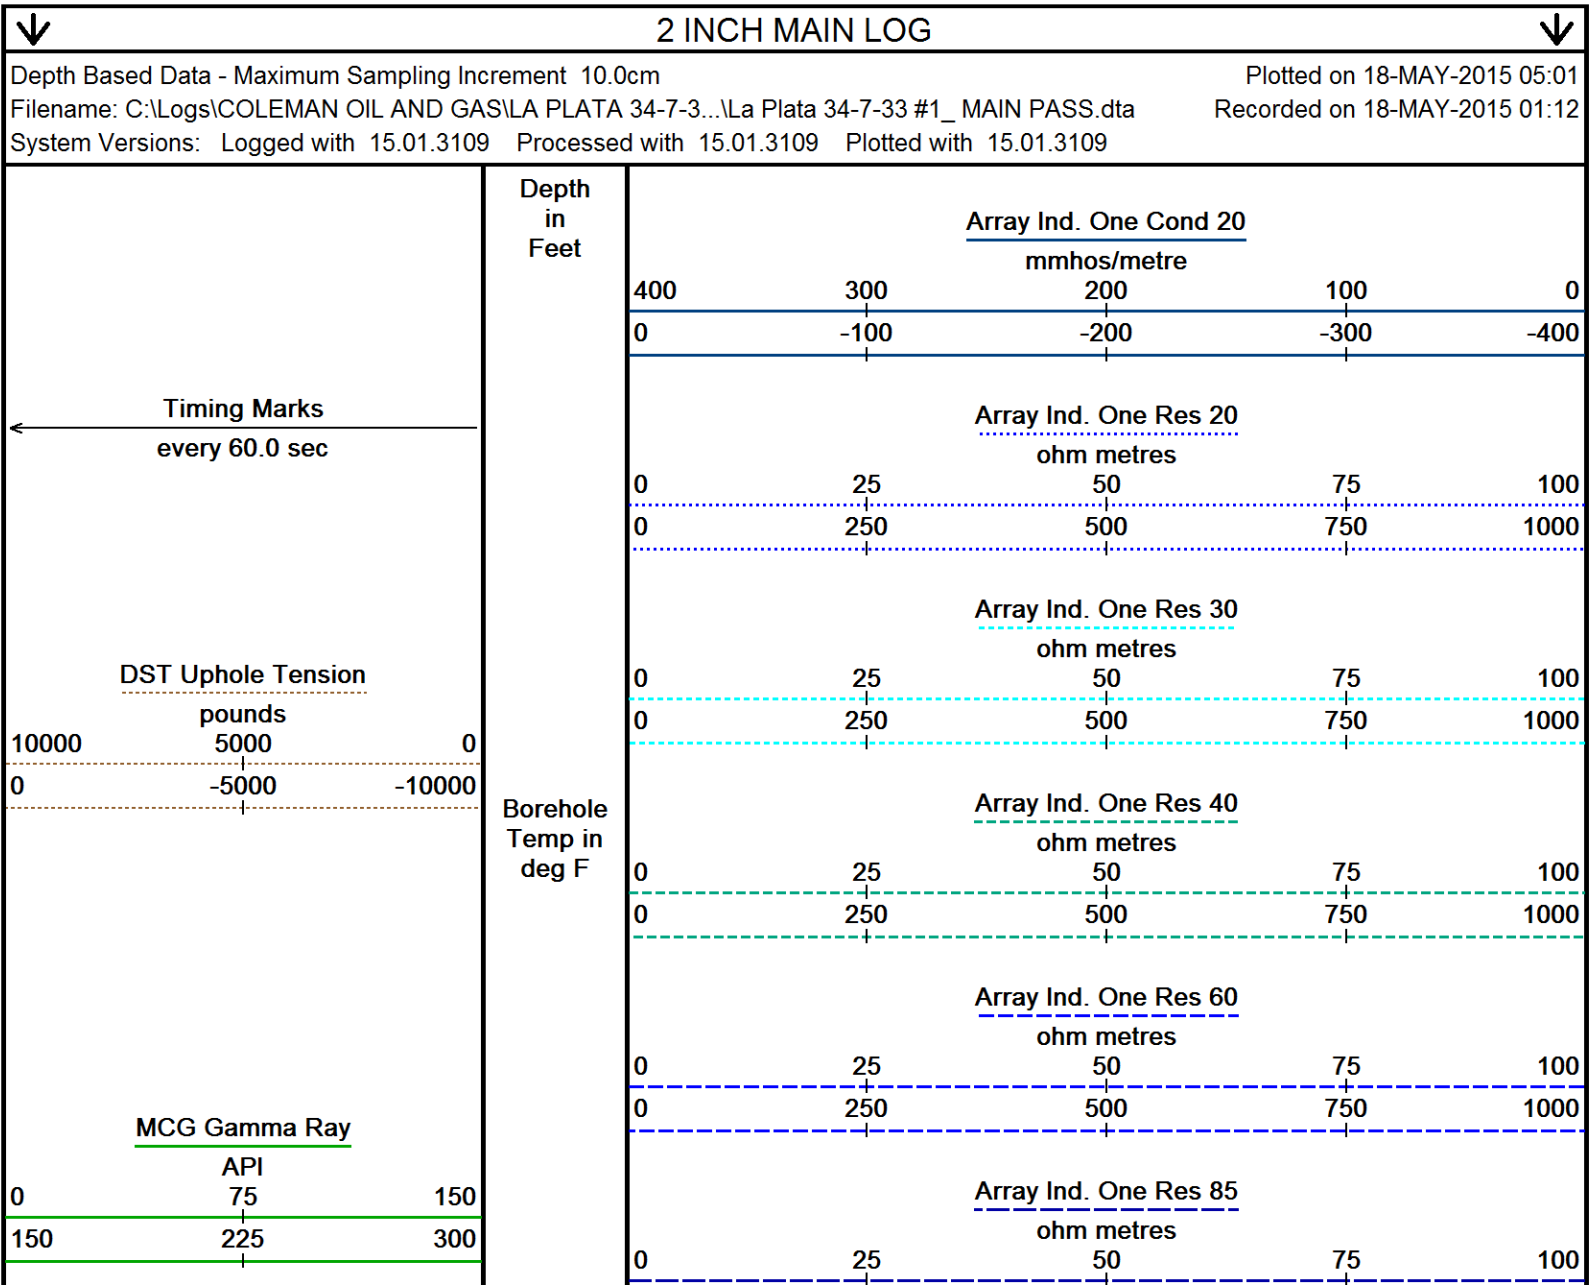 2 INCH MAIN LOG
Depth Based Data - Maximum Sampling Increment 10.0cm Plotted on 18-MAY-2015 05:01
Filename: C:\Logs\COLEMAN OIL AND GAS\LA PLATA 34-7-3...\La Plata 34-7-33 #1_ MAIN PASS.dta Recorded on 18-MAY-2015 01:12
System Versions: Logged with 15.01.3109 Processed with 15.01.3109 Plotted with 15.01.3109
Timing Marks
every 60.0 sec
DST Uphole Tension
pounds
10000 5000 0
0 -5000 -10000
MCG Gamma Ray
API
0 75 150
150 225 300
Depth
in
Feet
Borehole
Temp in
deg F
Array Ind. One Cond 20
mmhos/metre
400 300 200 100 0
0 -100 -200 -300 -400
Array Ind. One Res 20
ohm metres
0 25 50 75 100
0 250 500 750 1000
Array Ind. One Res 30
ohm metres
0 25 50 75 100
0 250 500 750 1000
Array Ind. One Res 40
ohm metres
0 25 50 75 100
0 250 500 750 1000
Array Ind. One Res 60
ohm metres
0 25 50 75 100
0 250 500 750 1000
Array Ind. One Res 85
ohm metres
0 25 50 75 100